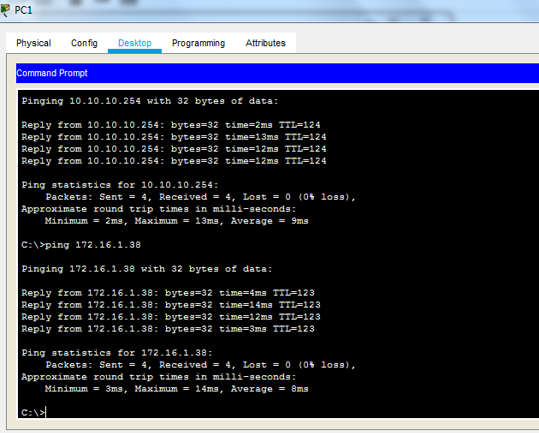 PC1
Physical Config Desktop Programming Attributes
Command Prompt
Pinging 10.10.10.254 with 32 bytes of data:
Reply from 10.10.10.254: bytes=32 time=2ms TTL=124
Reply from 10.10.10.254: bytes=32 time=13ms TTL=124
Reply from 10.10.10.254: bytes=32 time=12ms TTL=124
Reply from 10.10.10.254: bytes=32 time=12ms TTL=124
Ping statistics for 10.10.10.254:
Packets: Sent = 4, Received = 4, Lost = 0 (0% loss),
Approximate round trip times in milli-seconds:
Minimum = 2ms, Maximum = 13ms, Average = 9ms
C:\>ping 172.16.1.38
Pinging 172.16.1.38 with 32 bytes of data:
Reply from 172.16.1.38: bytes=32 time=4ms TTL=123
Reply from 172.16.1.38: bytes=32 time=14ms TTL=123
Reply from 172.16.1.38: bytes=32 time=12ms TTL=123
Reply from 172.16.1.38: bytes=32 time=3ms TTL=123
Ping statistics for 172.16.1.38:
Packets: Sent = 4, Received = 4, Lost = 0 (0% loss),
Approximate round trip times in milli-seconds:
Minimum = 3ms, Maximum = 14ms, Average = 8ms
C:\>